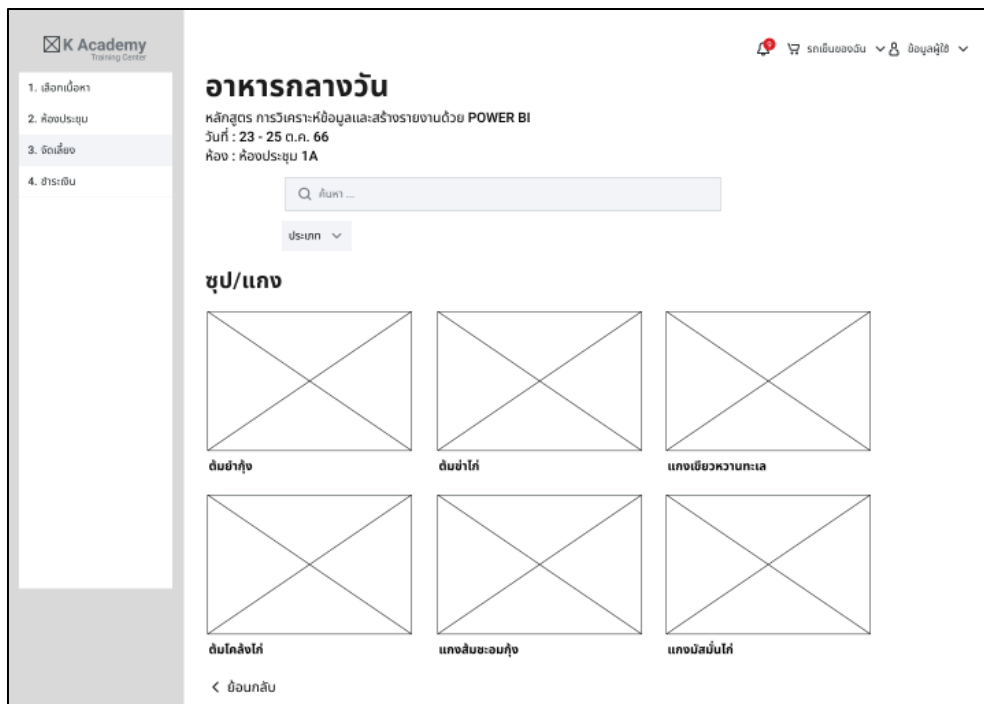 K Academy
Training Center
รถเข็นของฉัน
ข้อมูลผู้ใช้
1. เลือกเนื้อหา
2. ห้องประชุม
3. จัดเลี้ยง
4. ชำระเงิน
อาหารกลางวัน
หลักสูตร การวิเคราะห์ข้อมูลและสร้างรายงานด้วย POWER BI
วันที่ : 23 - 25 ต.ค. 66
ห้อง : ห้องประชุม 1A
ค้นหา ...
ประเภท
ซุป/แกง
ต้มยำกุ้ง
ต้มข่าไก่
แกงเขียวหวานทะเล
ต้มโคล้งไก่
แกงส้มชะอมกุ้ง
แกงมัสมั่นไก่
ย้อนกลับ